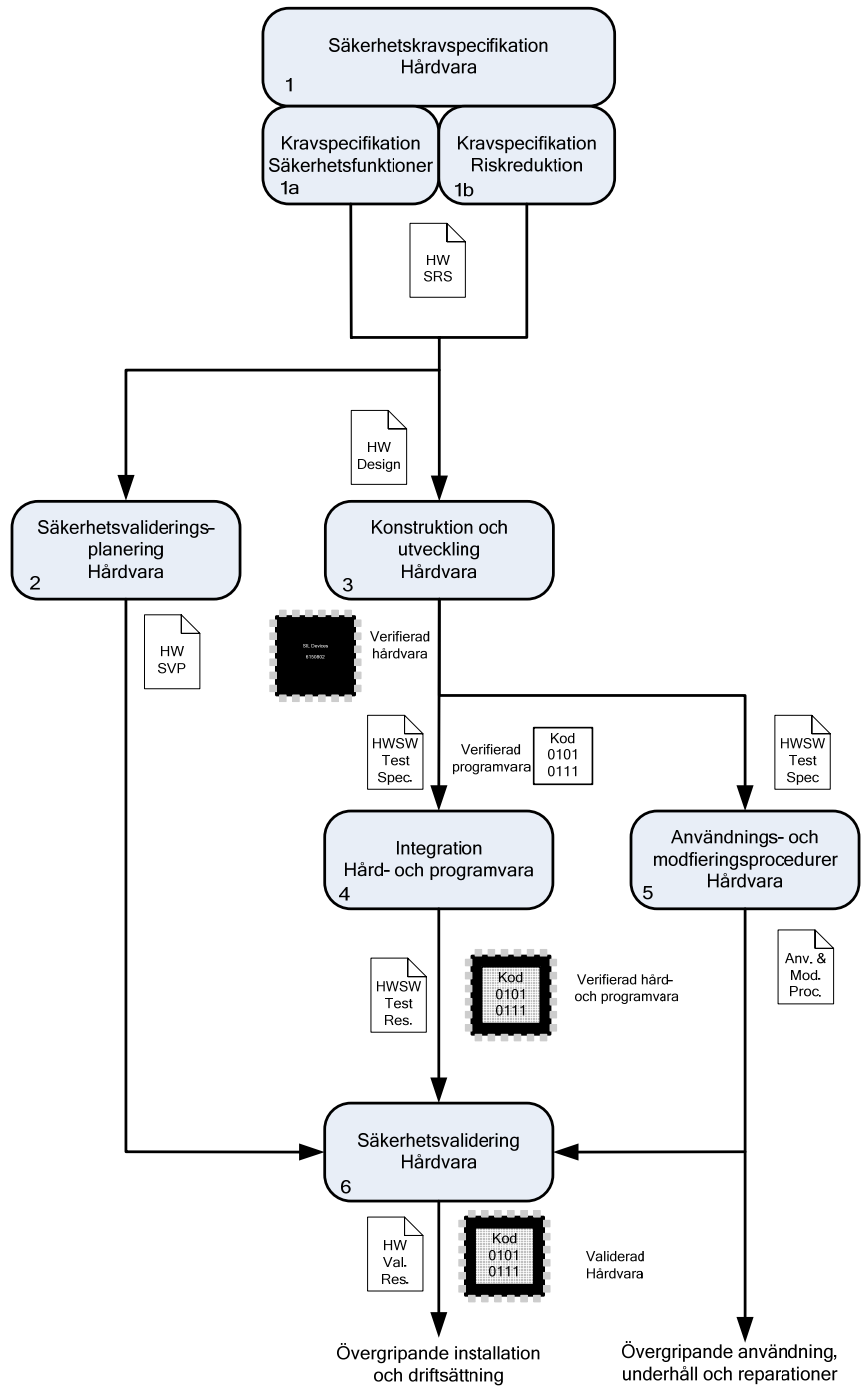 Säkerhetskravspecifikation
Hårdvara
1
Kravspecifikation
Säkerhetsfunktioner
1a
Kravspecifikation
Riskreduktion
1b
HW
SRS
HW
Design
Säkerhetsvaliderings-
planering
Hårdvara
2
Konstruktion och
utveckling
Hårdvara
3
HW
SVP
SIL Devices
6150802
Verifierad
hårdvara
HWSW
Test
Spec.
Verifierad
programvara
Kod
0101
0111
HWSW
Test
Spec
Integration
Hård- och programvara
4
Användnings- och
modfieringsprocedurer
Hårdvara
5
HWSW
Test
Res.
Kod
0101
0111
Verifierad hård-
och programvara
Anv. &
Mod.
Proc.
Säkerhetsvalidering
Hårdvara
6
HW
Val.
Res.
Kod
0101
0111
Validerad
Hårdvara
Övergripande installation
och driftsättning
Övergripande användning,
underhåll och reparationer